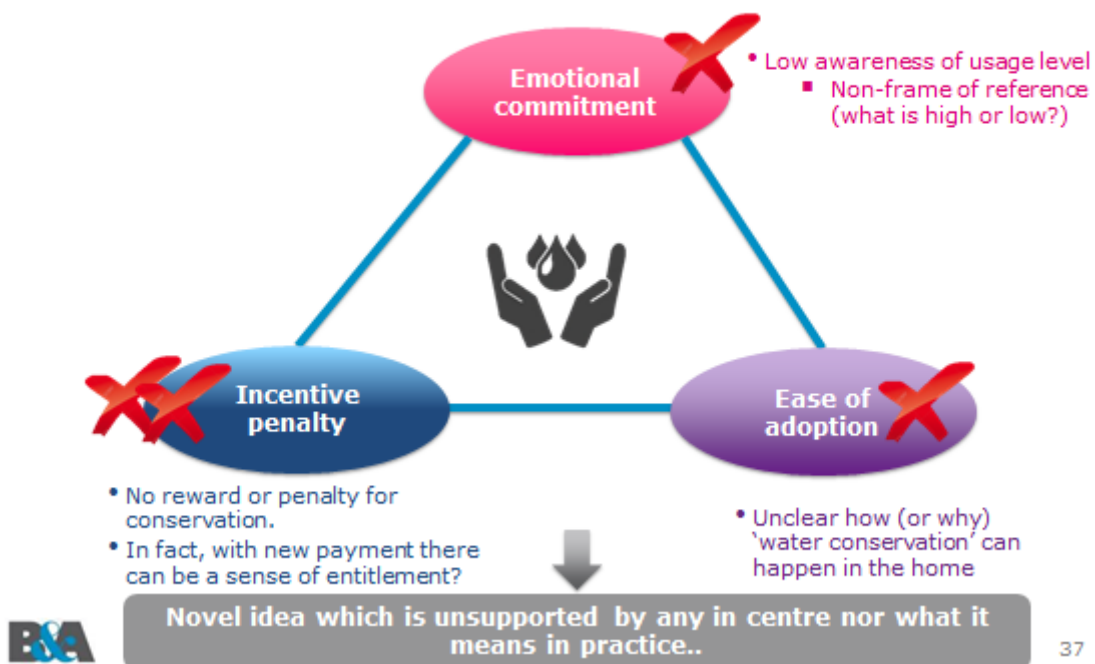 Emotional
commitment
• Low awareness of usage level
▪ Non-frame of reference
(what is high or low?)
Incentive
penalty
Ease of
adoption
• No reward or penalty for
conservation.
• In fact, with new payment there
can be a sense of entitlement?
• Unclear how (or why)
‘water conservation’ can
happen in the home
Novel idea which is unsupported by any in centre nor what it
means in practice..
B&A
37